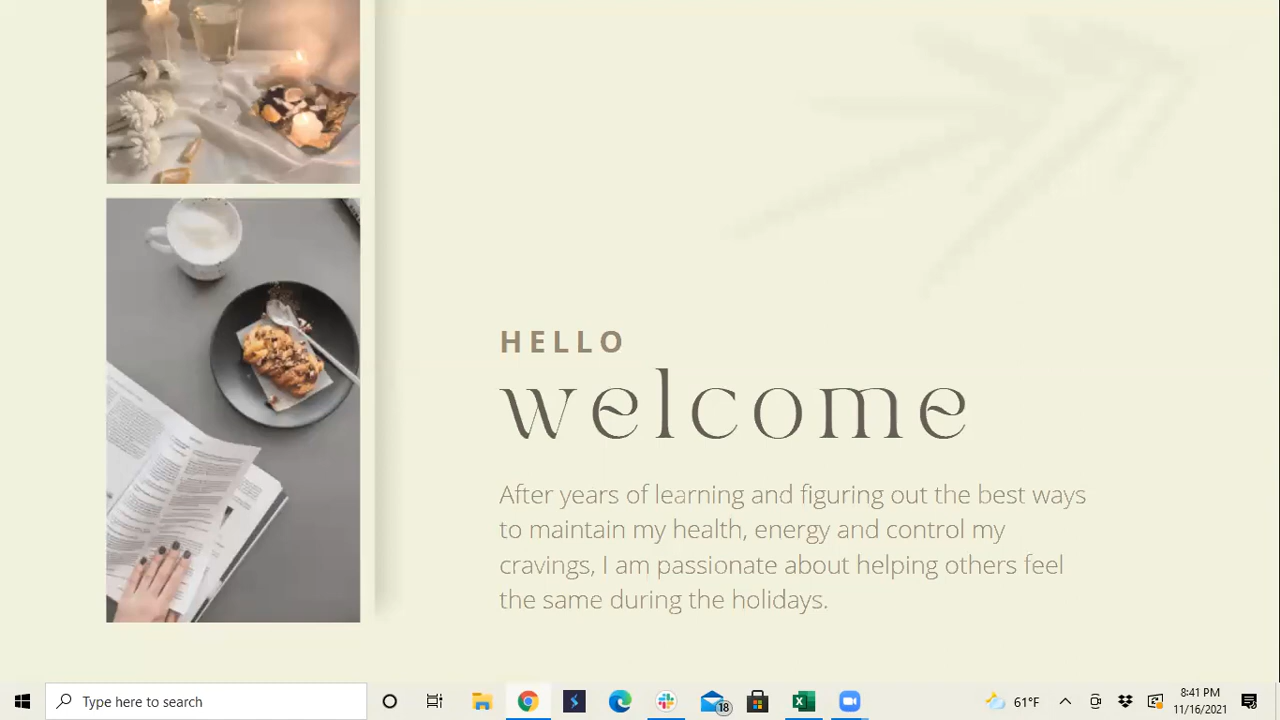 HELLO
welcome
After years of learning and figuring out the best ways
to maintain my health, energy and control my
cravings, I am passionate about helping others feel
the same during the holidays.
Type here to search
18
61°F
8:41 PM
11/16/2021